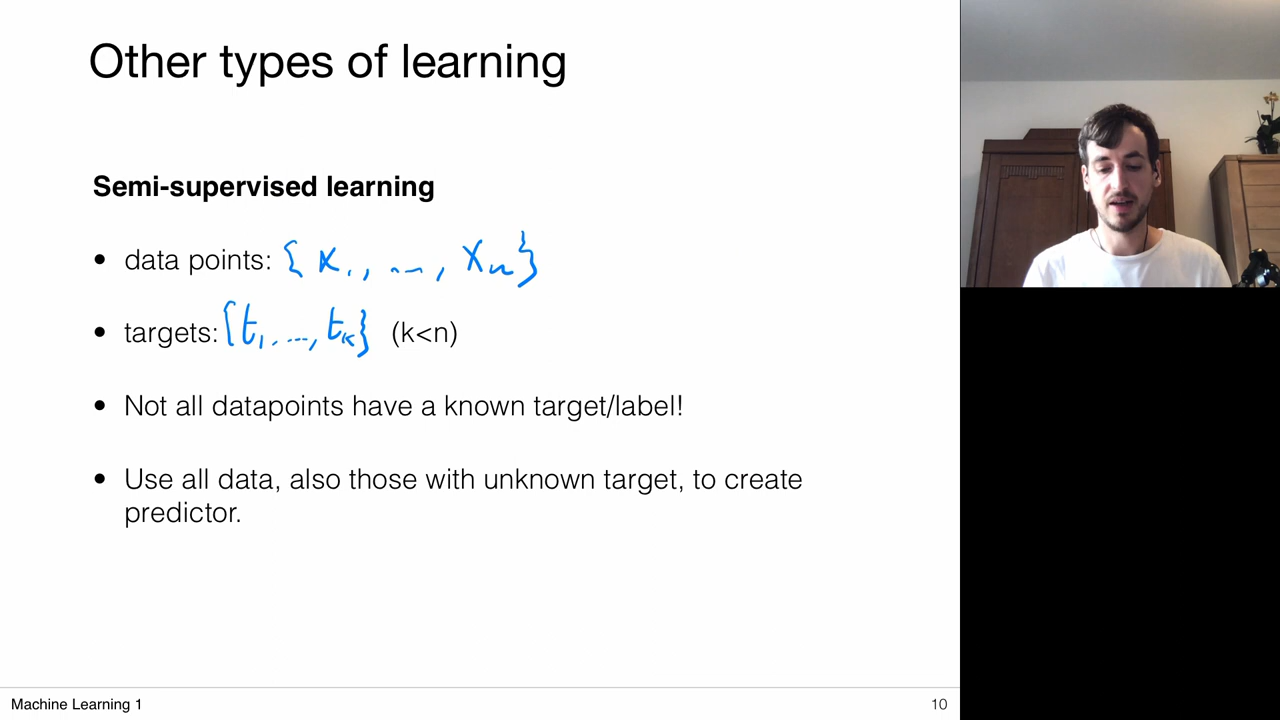 Other types of learning
Semi-supervised learning
• data points: {x₁, ..., xₙ}
• targets: {t₁, ..., tₖ} (k<n)
• Not all datapoints have a known target/label!
• Use all data, also those with unknown target, to create
predictor.
Machine Learning 1
10